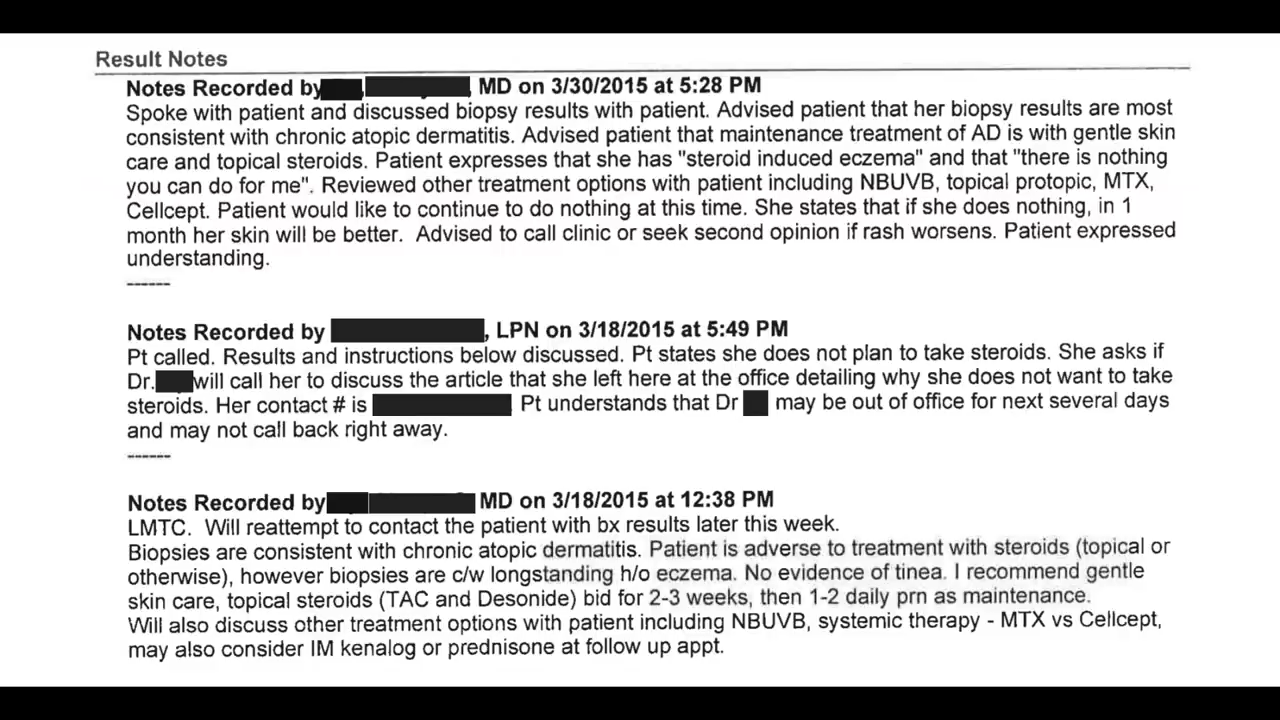 Result Notes
Notes Recorded by MD on 3/30/2015 at 5:28 PM
Spoke with patient and discussed biopsy results with patient. Advised patient that her biopsy results are most
consistent with chronic atopic dermatitis. Advised patient that maintenance treatment of AD is with gentle skin
care and topical steroids. Patient expresses that she has "steroid induced eczema" and that "there is nothing
you can do for me". Reviewed other treatment options with patient including NBUVB, topical protopic, MTX,
Cellcept. Patient would like to continue to do nothing at this time. She states that if she does nothing, in 1
month her skin will be better. Advised to call clinic or seek second opinion if rash worsens. Patient expressed
understanding.
------
Notes Recorded by , LPN on 3/18/2015 at 5:49 PM
Pt called. Results and instructions below discussed. Pt states she does not plan to take steroids. She asks if
Dr. will call her to discuss the article that she left here at the office detailing why she does not want to take
steroids. Her contact # is Pt understands that Dr may be out of office for next several days
and may not call back right away.
------
Notes Recorded by MD on 3/18/2015 at 12:38 PM
LMTC. Will reattempt to contact the patient with bx results later this week.
Biopsies are consistent with chronic atopic dermatitis. Patient is adverse to treatment with steroids (topical or
otherwise), however biopsies are c/w longstanding h/o eczema. No evidence of tinea. I recommend gentle
skin care, topical steroids (TAC and Desonide) bid for 2-3 weeks, then 1-2 daily prn as maintenance.
Will also discuss other treatment options with patient including NBUVB, systemic therapy - MTX vs Cellcept,
may also consider IM kenalog or prednisone at follow up appt.